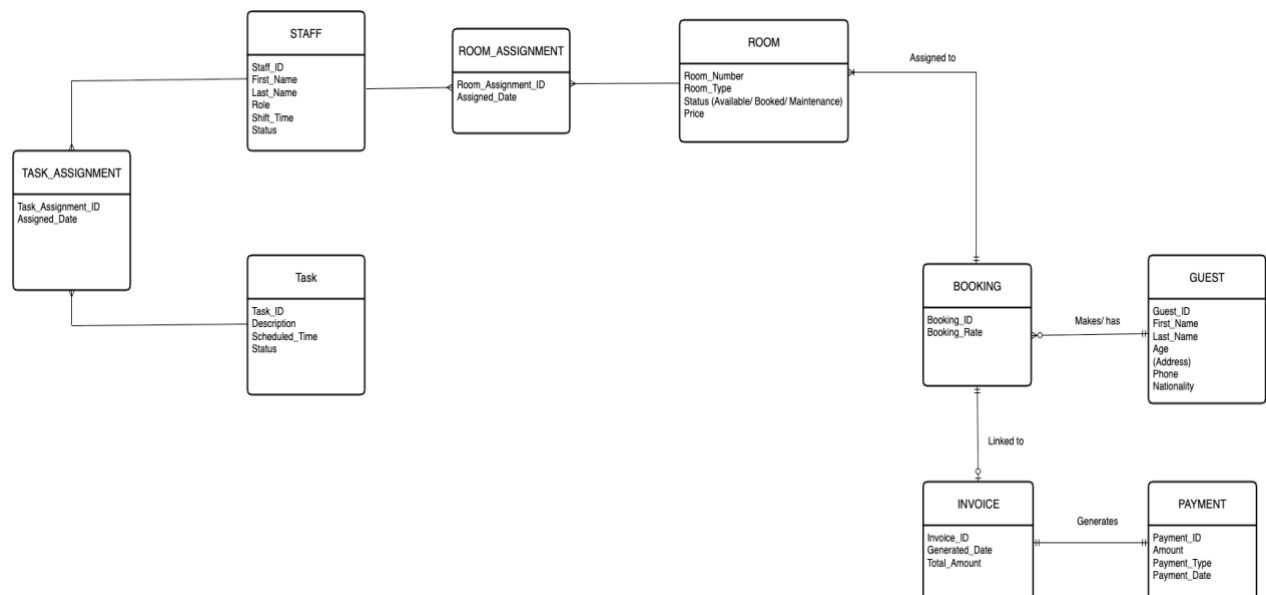 STAFF
Staff_ID
First_Name
Last_Name
Role
Shift_Time
Status
ROOM_ASSIGNMENT
Room_Assignment_ID
Assigned_Date
ROOM
Room_Number
Room_Type
Status (Available/ Booked/ Maintenance)
Price
Assigned to
TASK_ASSIGNMENT
Task_Assignment_ID
Assigned_Date
Task
Task_ID
Description
Scheduled_Time
Status
BOOKING
Booking_ID
Booking_Rate
Makes/ has
GUEST
Guest_ID
First_Name
Last_Name
Age
(Address)
Phone
Nationality
Linked to
INVOICE
Invoice_ID
Generated_Date
Total_Amount
Generates
PAYMENT
Payment_ID
Amount
Payment_Type
Payment_Date